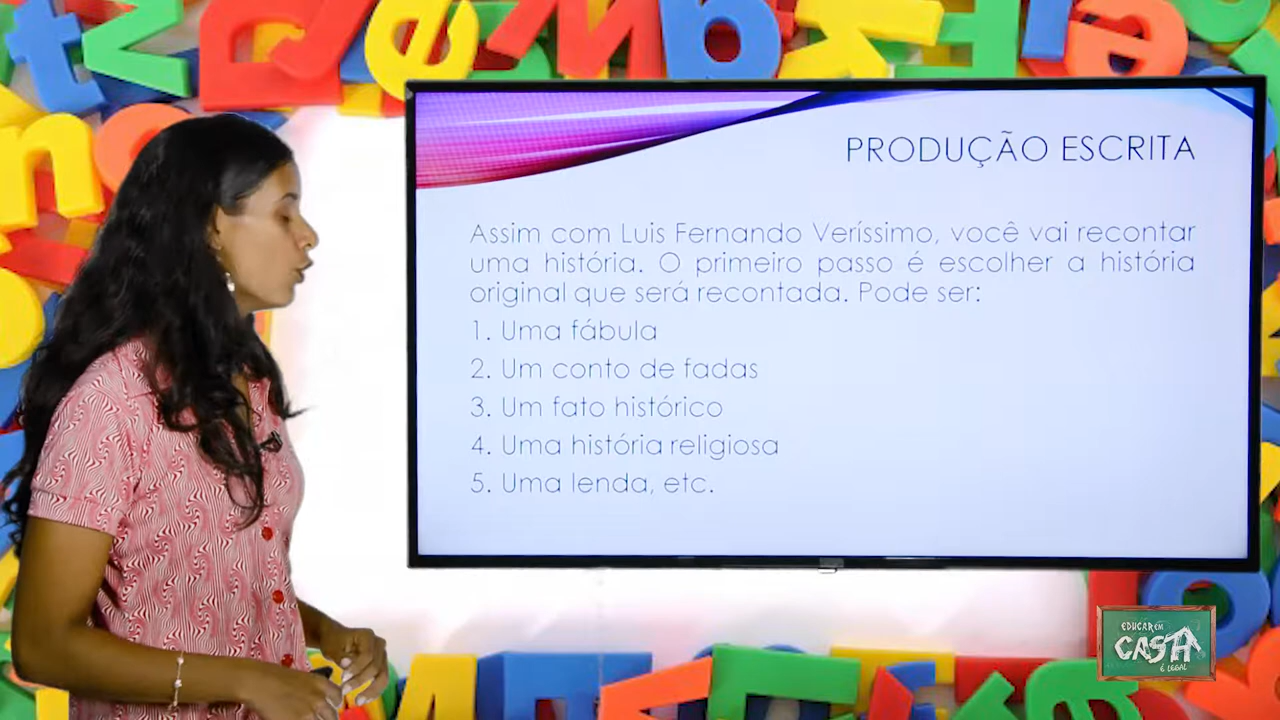 PRODUÇÃO ESCRITA
Assim com Luis Fernando Veríssimo, você vai recontar
uma história. O primeiro passo é escolher a história
original que será recontada. Pode ser:
1. Uma fábula
2. Um conto de fadas
3. Um fato histórico
4. Uma história religiosa
5. Uma lenda, etc.
EDUCAR EM
CASA
É LEGAL